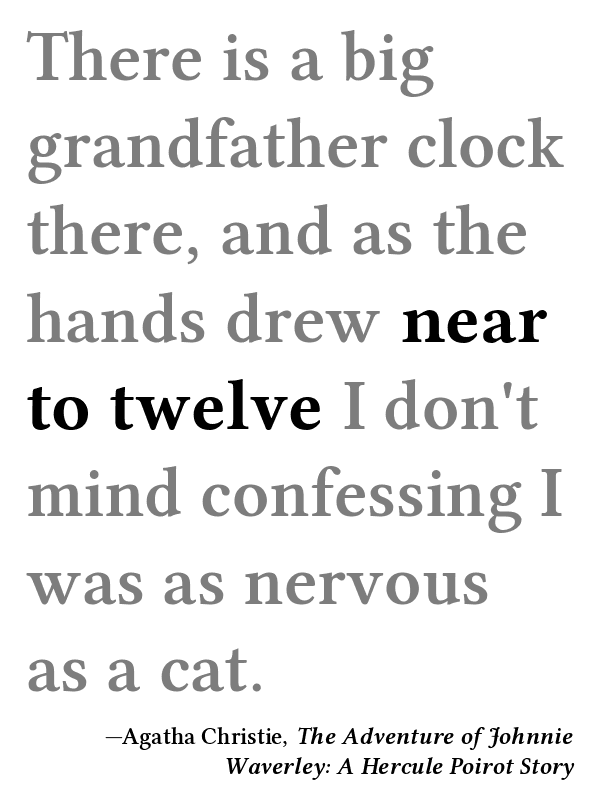 There is a big
grandfather clock
there, and as the
hands drew near
to twelve I don't
mind confessing I
was as nervous
as a cat.
—Agatha Christie, The Adventure of Johnnie
Waverley: A Hercule Poirot Story